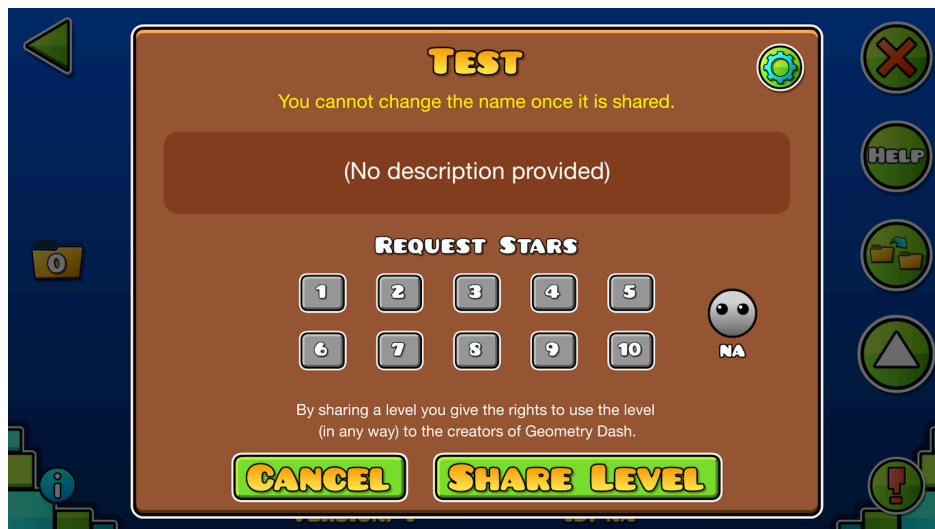 Test
You cannot change the name once it is shared.
(No description provided)
Help
0
Request Stars
1 2 3 4 5
6 7 8 9 10
NA
By sharing a level you give the rights to use the level
(in any way) to the creators of Geometry Dash.
Cancel Share Level